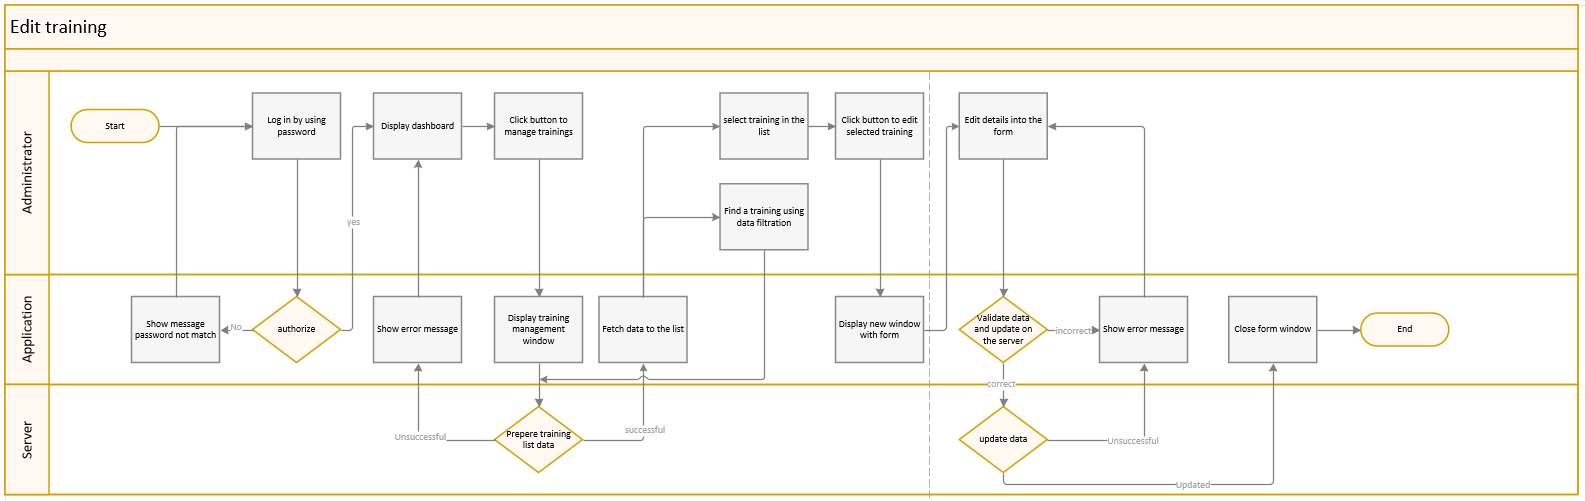 Edit training
Administrator
Start
Log in by using
password
Display dashboard
Click button to
manage trainings
select training in the
list
Click button to edit
selected training
Edit details into the
form
Find a training using
data filtration
yes
Application
Show message
password not match
No
authorize
Show error message
Display training
management
window
Fetch data to the list
Display new window
with form
Validate data
and update on
the server
incorrect
Show error message
Close form window
End
correct
Server
Unsuccessful
Prepere training
list data
successful
update data
Unsuccessful
Updated